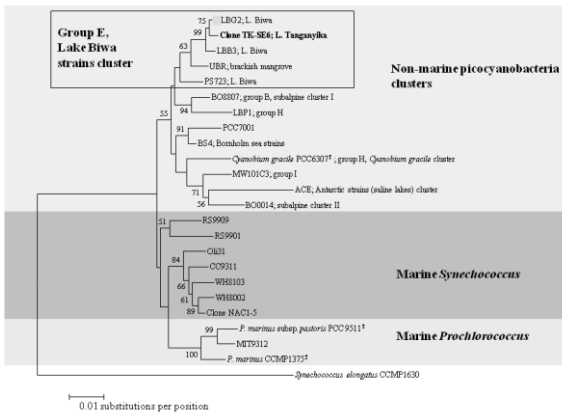 Group E,
Lake Biwa
strains cluster
75
LBG2; L. Biwa
99
Clone TK-SE6; L. Tanganyika
LBB3; L. Biwa
63
UBR; brackish mangrove
PS723; L. Biwa
Non-marine picocyanobacteria
clusters
BO8807; group B, subalpine cluster I
94
LBP1; group H
55
PCC7001
91
BS4; Bornholm sea strains
Cyanobium gracile PCC6307ᵀ; group H, Cyanobium gracile cluster
MW101C3; group I
71
ACE; Antarctic strains (saline lakes) cluster
56
BO0014; subalpine cluster II
51
RS9909
RS9901
84
Oli31
CC9311
66
WH8103
61
WH8002
89
Clone NAC1-5
Marine Synechococcus
99
P. marinus subsp. pastoris PCC 9511ᵀ
MIT9312
100
P. marinus CCMP1375ᵀ
Marine Prochlorococcus
Synechococcus elongatus CCMP1630
0.01 substitutions per position